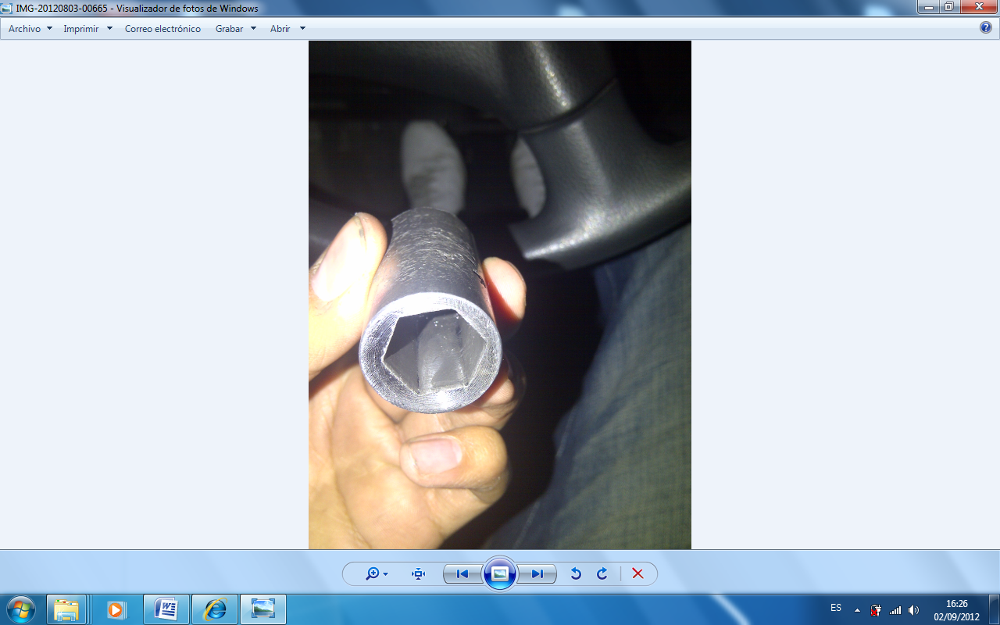 IMG-20120803-00665 - Visualizador de fotos de Windows
Archivo Imprimir Correo electrónico Grabar Abrir
ES
16:26
02/09/2012